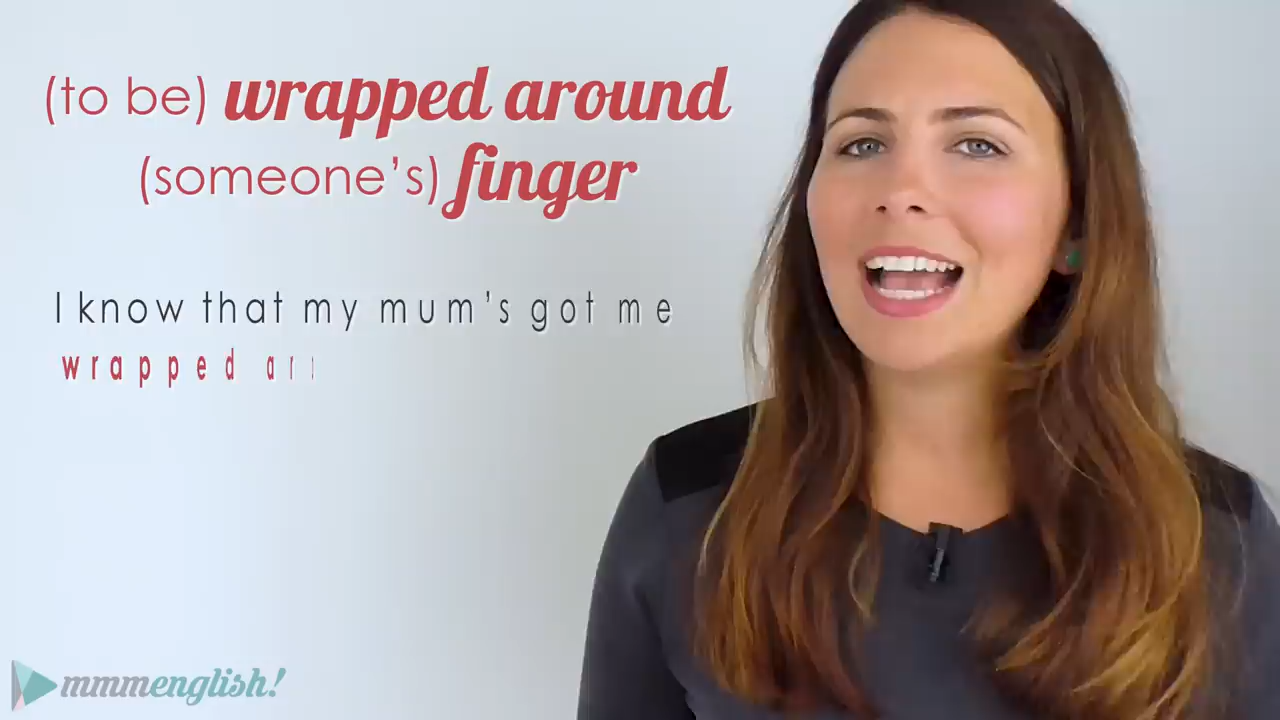 (to be) wrapped around
(someone's) finger
I know that my mum's got me
wrapped
mmmenglish!